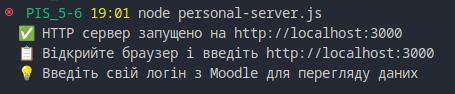 PIS_5-6 19:01 node personal-server.js
✅ HTTP сервер запущено на http://localhost:3000
📋 Відкрийте браузер і введіть http://localhost:3000
💡 Введіть свій логін з Moodle для перегляду даних